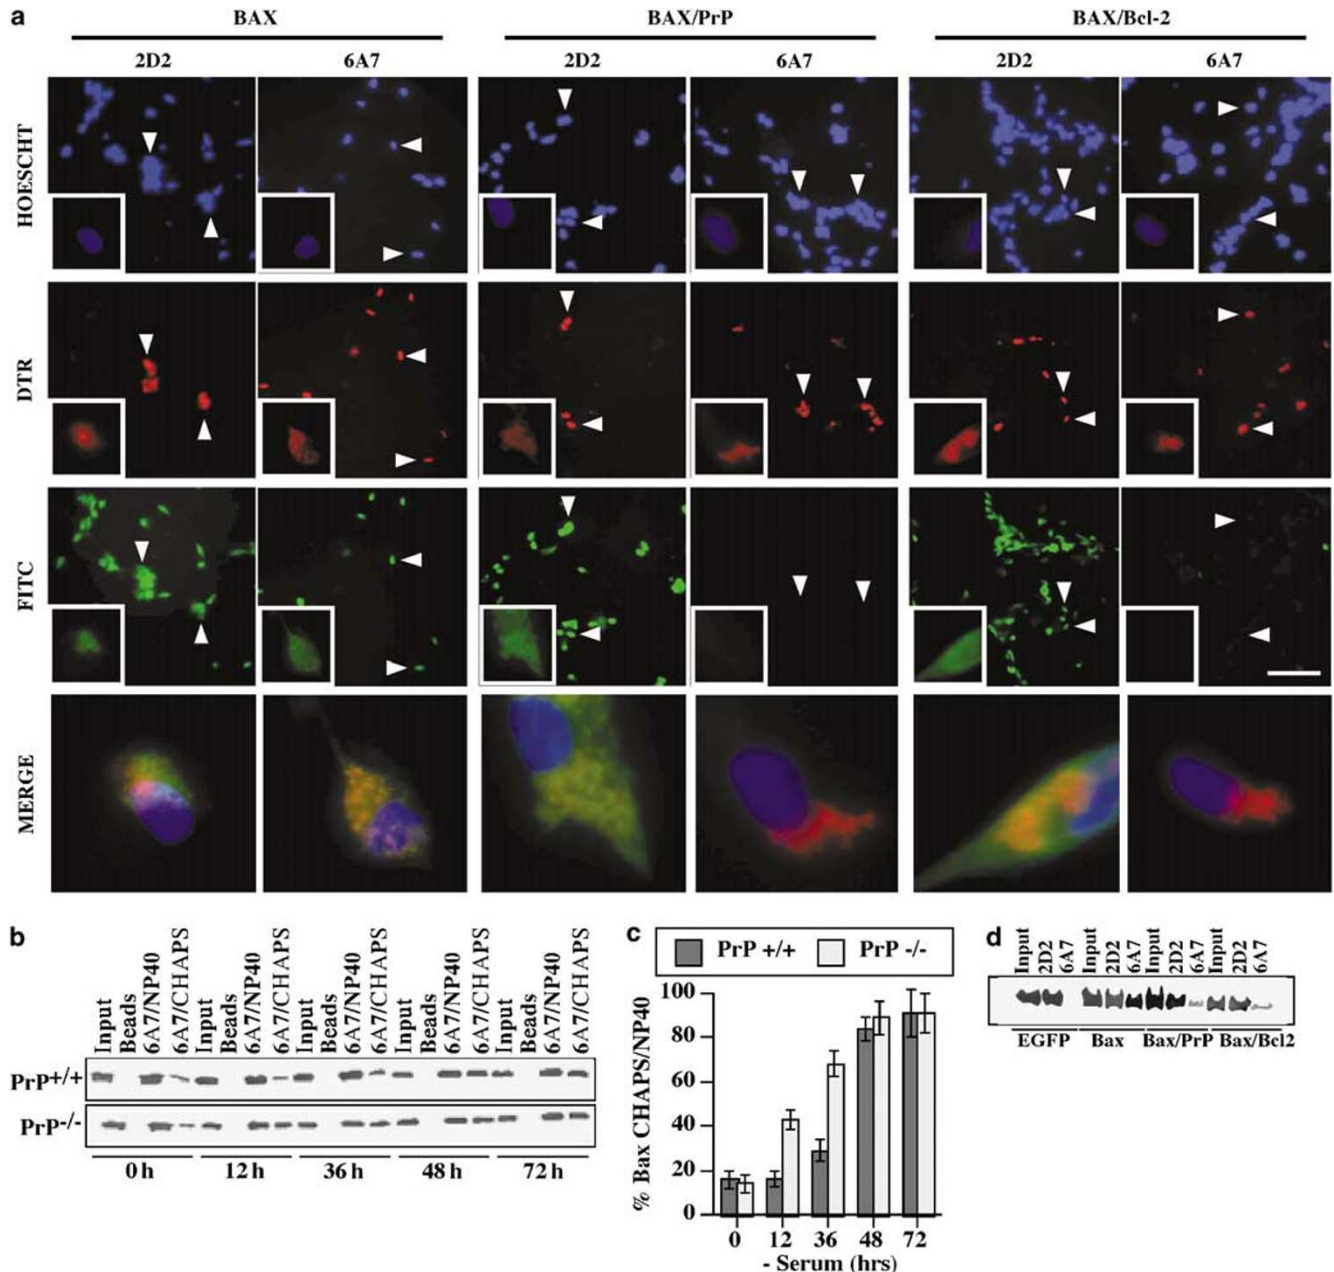 a
BAX BAX/PrP BAX/Bcl-2
2D2 6A7 2D2 6A7 2D2 6A7
HOESCHT
DTR
FITC
MERGE
b
Input Beads 6A7/NP40 6A7/CHAPS Input Beads 6A7/NP40 6A7/CHAPS Input Beads 6A7/NP40 6A7/CHAPS Input Beads 6A7/NP40 6A7/CHAPS Input Beads 6A7/NP40 6A7/CHAPS
PrP+/+
PrP-/-
0 h 12 h 36 h 48 h 72 h
c
PrP +/+ PrP -/-
% Bax CHAPS/NP40
100
80
60
40
20
0
0 12 36 48 72
- Serum (hrs)
d
Input 2D2 6A7 Input 2D2 6A7 Input 2D2 6A7 Input 2D2 6A7
EGFP Bax Bax/PrP Bax/Bcl2